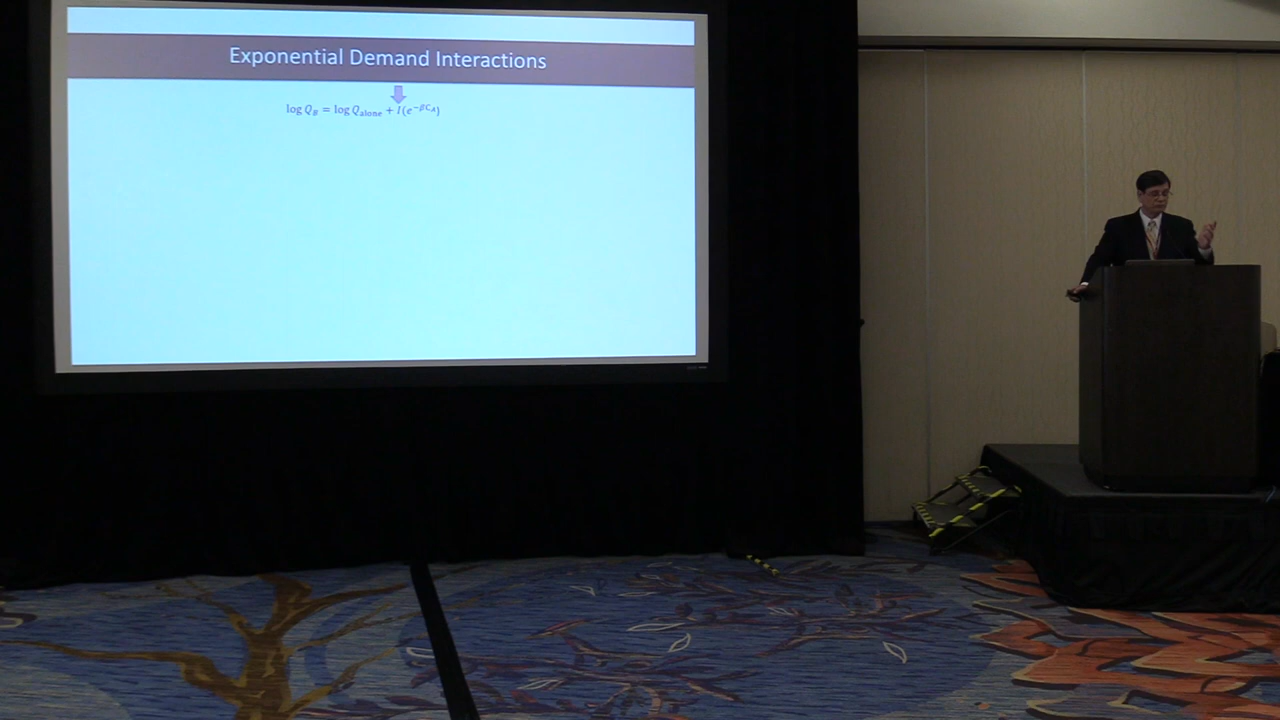 Exponential Demand Interactions
log Q_B = log Q_alone + I(e^{-βC_A})